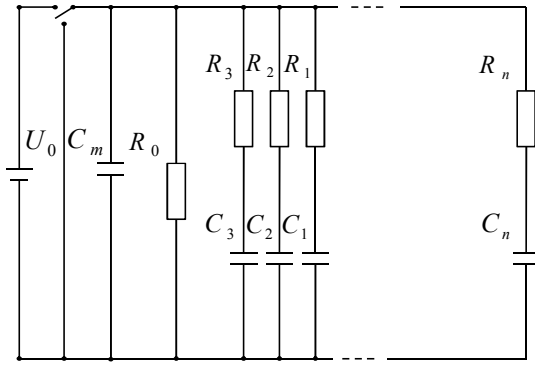 R₃ R₂ R₁ Rₙ
U₀ Cₘ R₀
C₃ C₂ C₁ Cₙ